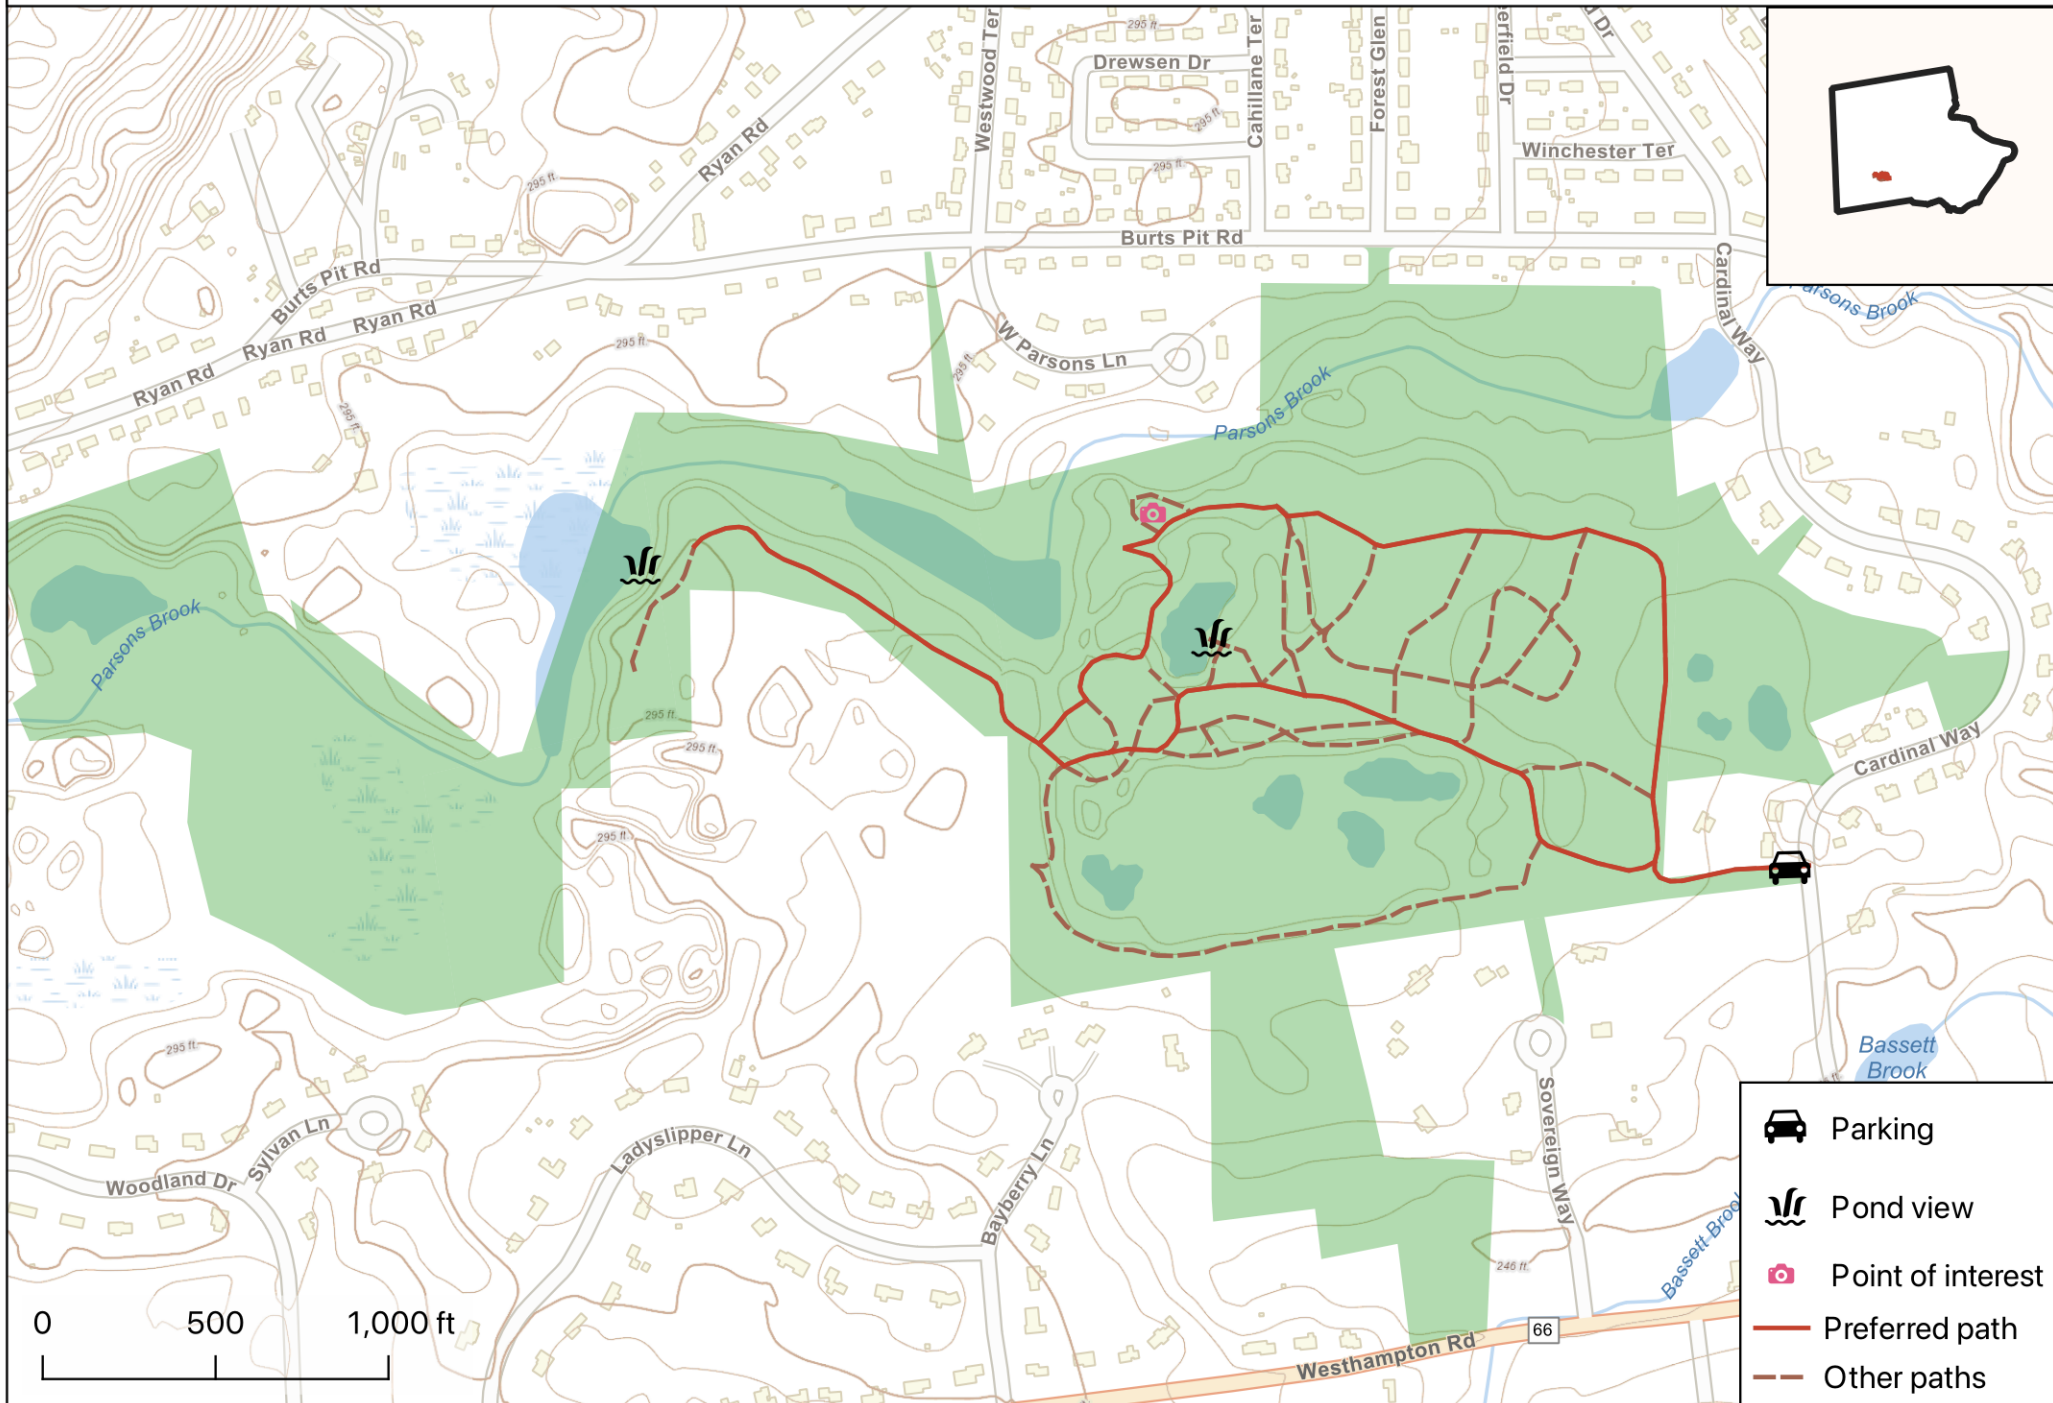 295 ft.
Westwood Ter
Drewsen Dr
Cahillane Ter
Forest Glen
erfield Dr
d Dr
295 ft.
Ryan Rd
Winchester Ter
295 ft.
295 ft.
Burts Pit Rd
Burts Pit Rd
Cardinal Way
Parsons Brook
Ryan Rd
Ryan Rd
Ryan Rd
295 ft.
W Parsons Ln
295 ft.
295 ft.
Parsons Brook
Parsons Brook
295 ft.
295 ft.
Cardinal Way
295 ft.
295 ft.
Bassett
Brook
Sylvan Ln
Woodland Dr
Ladyslipper Ln
Bayberry Ln
Sovereign Way
246 ft.
Bassett Brook
66
Westhampton Rd
0 500 1,000 ft
Parking
Pond view
Point of interest
Preferred path
Other paths